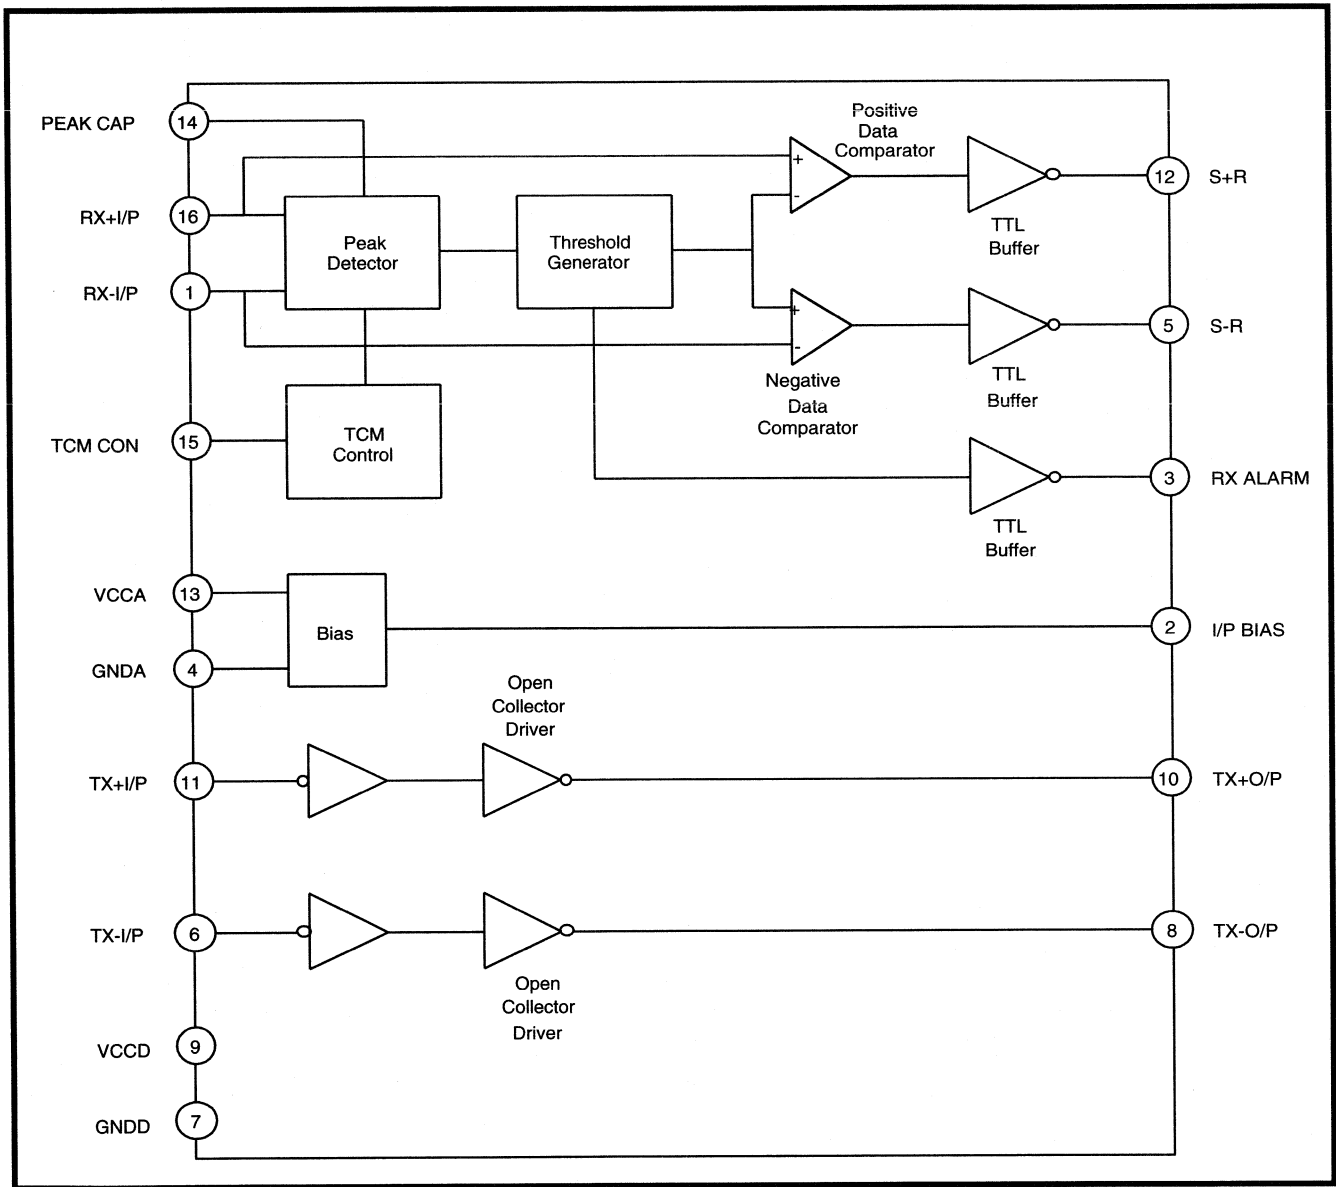 PEAK CAP
14
RX+I/P
16
RX-I/P
1
TCM CON
15
VCCA
13
GNDA
4
TX+I/P
11
TX-I/P
6
VCCD
9
GNDD
7
Peak
Detector
Threshold
Generator
TCM
Control
Bias
Positive
Data
Comparator
+
-
Negative
Data
Comparator
+
-
TTL
Buffer
TTL
Buffer
TTL
Buffer
Open
Collector
Driver
Open
Collector
Driver
12
S+R
5
S-R
3
RX ALARM
2
I/P BIAS
10
TX+O/P
8
TX-O/P